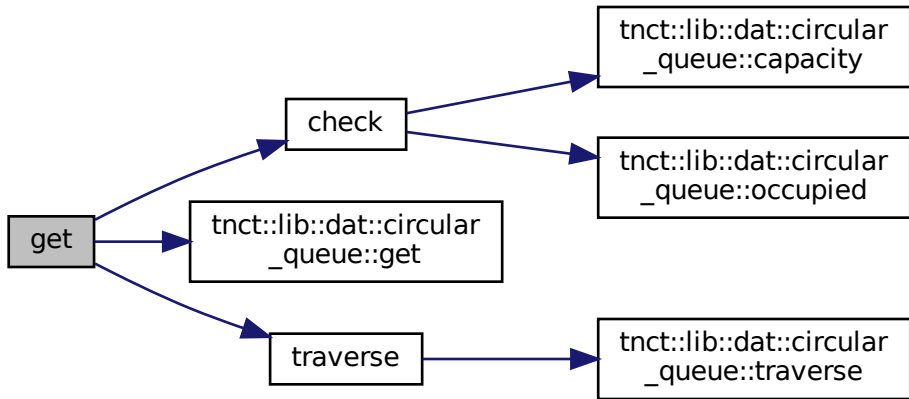 tnct::lib::dat::circular
_queue::capacity
check
tnct::lib::dat::circular
_queue::occupied
get
tnct::lib::dat::circular
_queue::get
traverse
tnct::lib::dat::circular
_queue::traverse